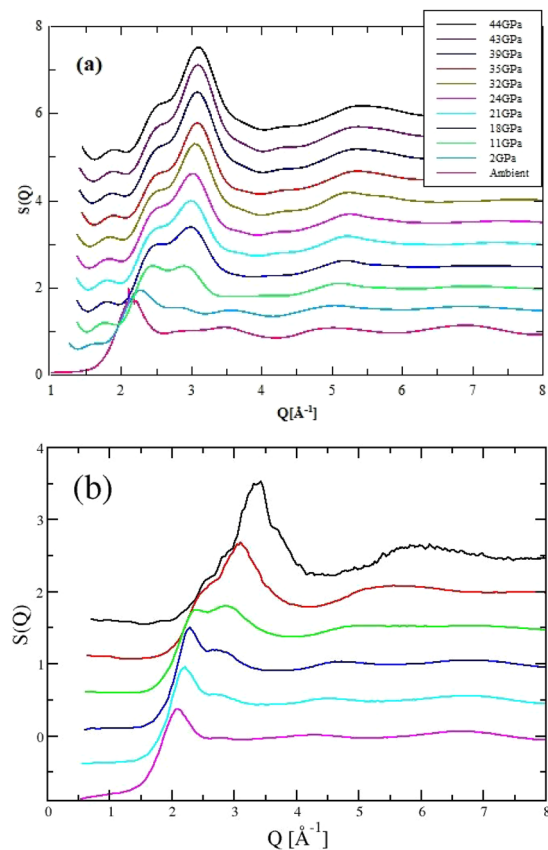 (a)
44GPa
43GPa
39GPa
35GPa
32GPa
24GPa
21GPa
18GPa
11GPa
2GPa
Ambient
8
6
4
2
0
S(Q)
1 2 3 4 5 6 7 8
Q[Å⁻¹]
(b)
4
3
2
1
0
S(Q)
0 1 2 3 4 5 6 7 8
Q [Å⁻¹]